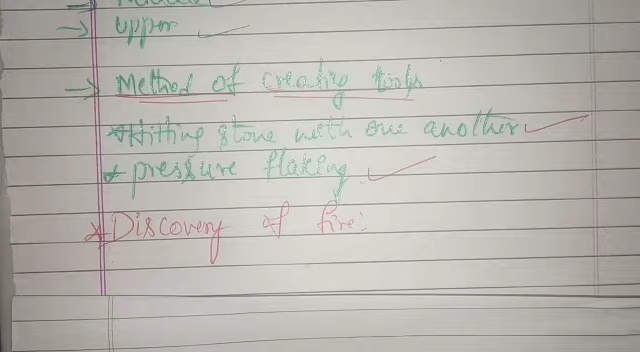 → Upper ✓
→ Method of creating tools
* Hitting stone with one another ✓
* pressure flaking. ✓
* Discovery of fire: